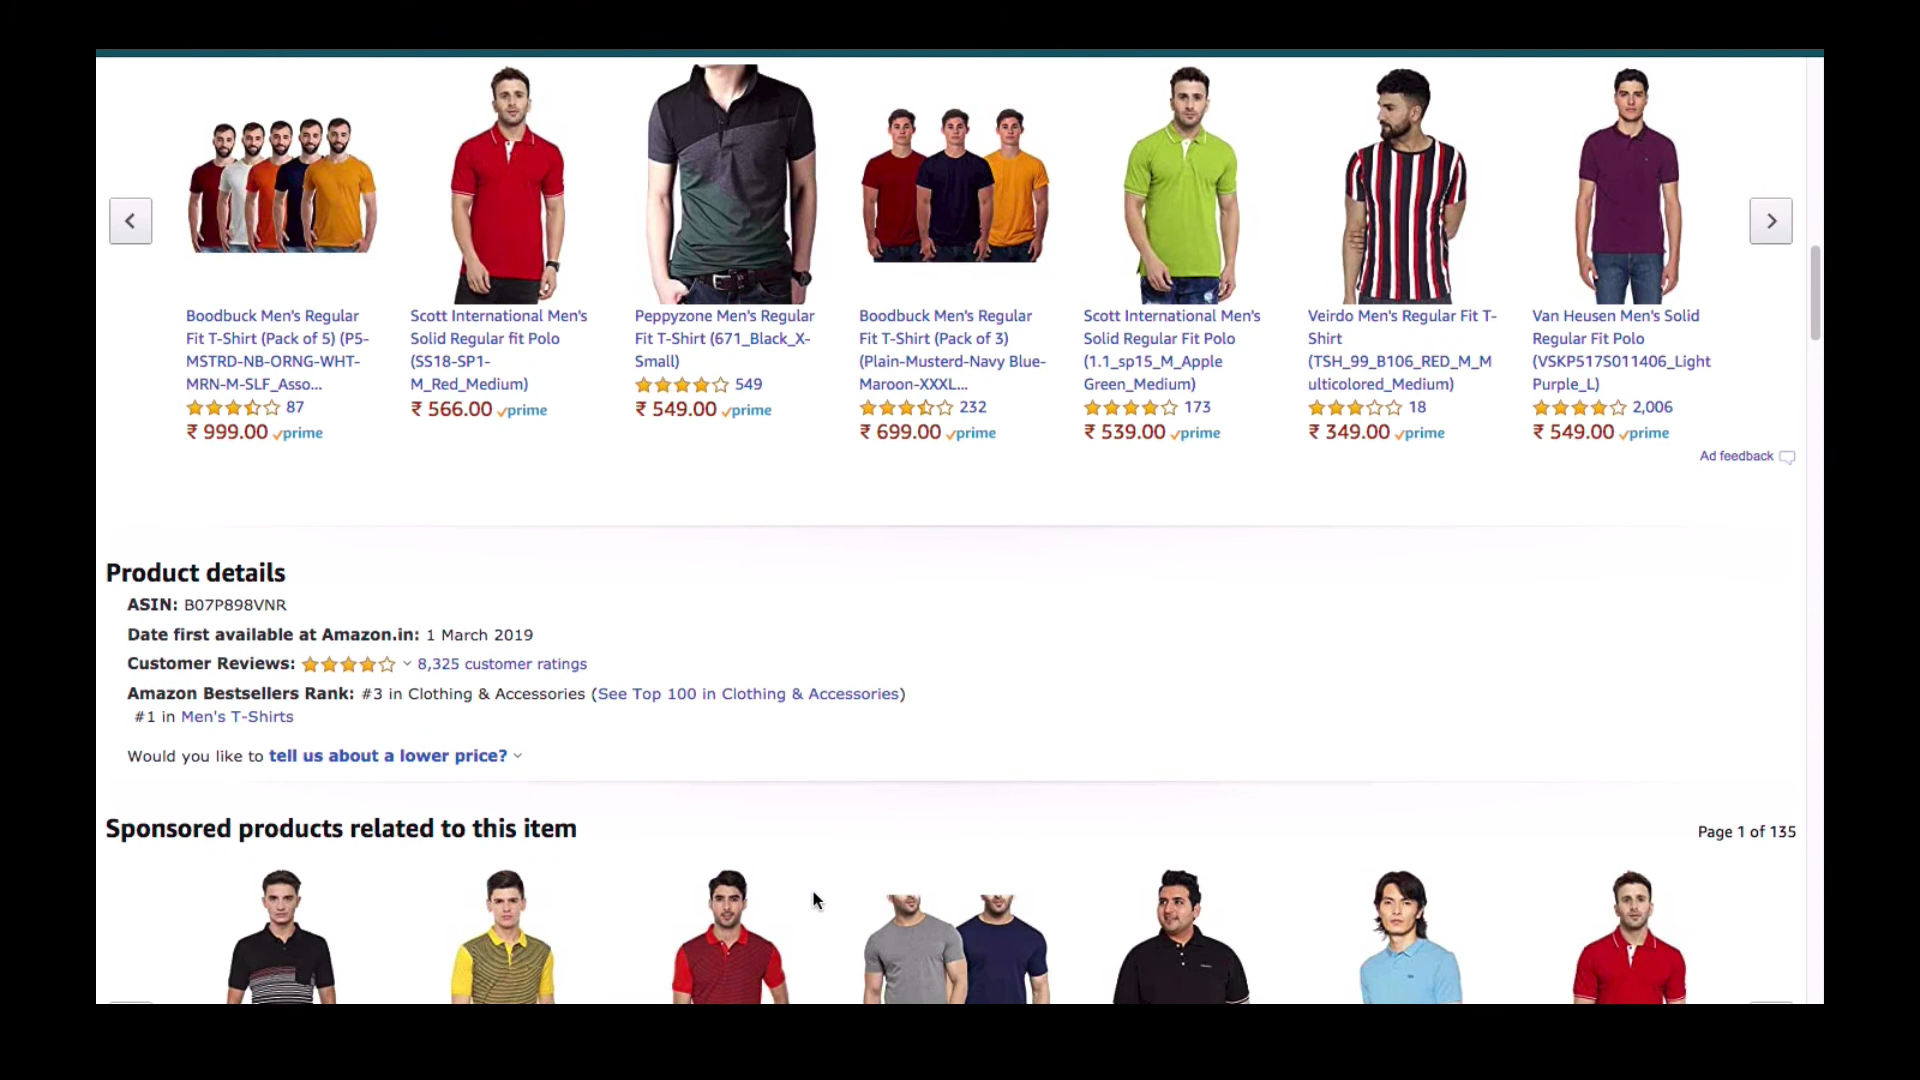 Boodbuck Men's Regular
Fit T-Shirt (Pack of 5) (P5-
MSTRD-NB-ORNG-WHT-
MRN-M-SLF_Asso...
87
₹ 999.00 prime
Scott International Men's
Solid Regular fit Polo
(SS18-SP1-
M_Red_Medium)
₹ 566.00 prime
Peppyzone Men's Regular
Fit T-Shirt (671_Black_X-
Small)
549
₹ 549.00 prime
Boodbuck Men's Regular
Fit T-Shirt (Pack of 3)
(Plain-Musterd-Navy Blue-
Maroon-XXXL...
232
₹ 699.00 prime
Scott International Men's
Solid Regular Fit Polo
(1.1_sp15_M_Apple
Green_Medium)
173
₹ 539.00 prime
Veirdo Men's Regular Fit T-
Shirt
(TSH_99_B106_RED_M_M
ulticolored_Medium)
18
₹ 349.00 prime
Van Heusen Men's Solid
Regular Fit Polo
(VSKP517S011406_Light
Purple_L)
2,006
₹ 549.00 prime
Ad feedback
Product details
ASIN: B07P898VNR
Date first available at Amazon.in: 1 March 2019
Customer Reviews: 8,325 customer ratings
Amazon Bestsellers Rank: #3 in Clothing & Accessories (See Top 100 in Clothing & Accessories)
#1 in Men's T-Shirts
Would you like to tell us about a lower price?
Sponsored products related to this item
Page 1 of 135